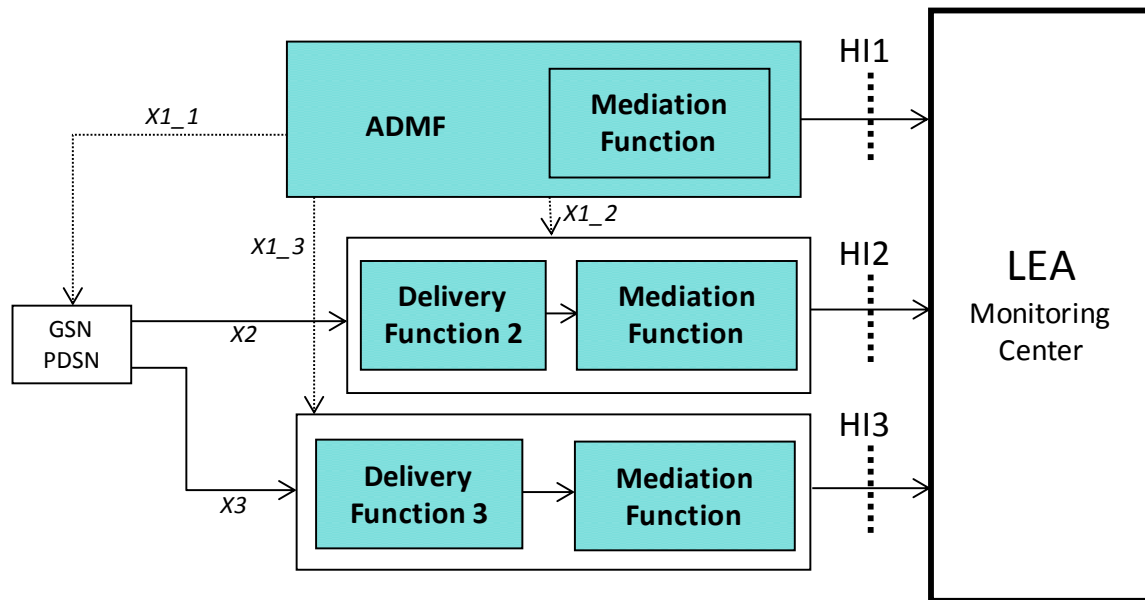 HI1
Mediation
Function
ADMF
X1_1
X1_2
X1_3
HI2
LEA
Monitoring
Center
Delivery
Function 2
Mediation
Function
GSN
PDSN
X2
HI3
Delivery
Function 3
Mediation
Function
X3